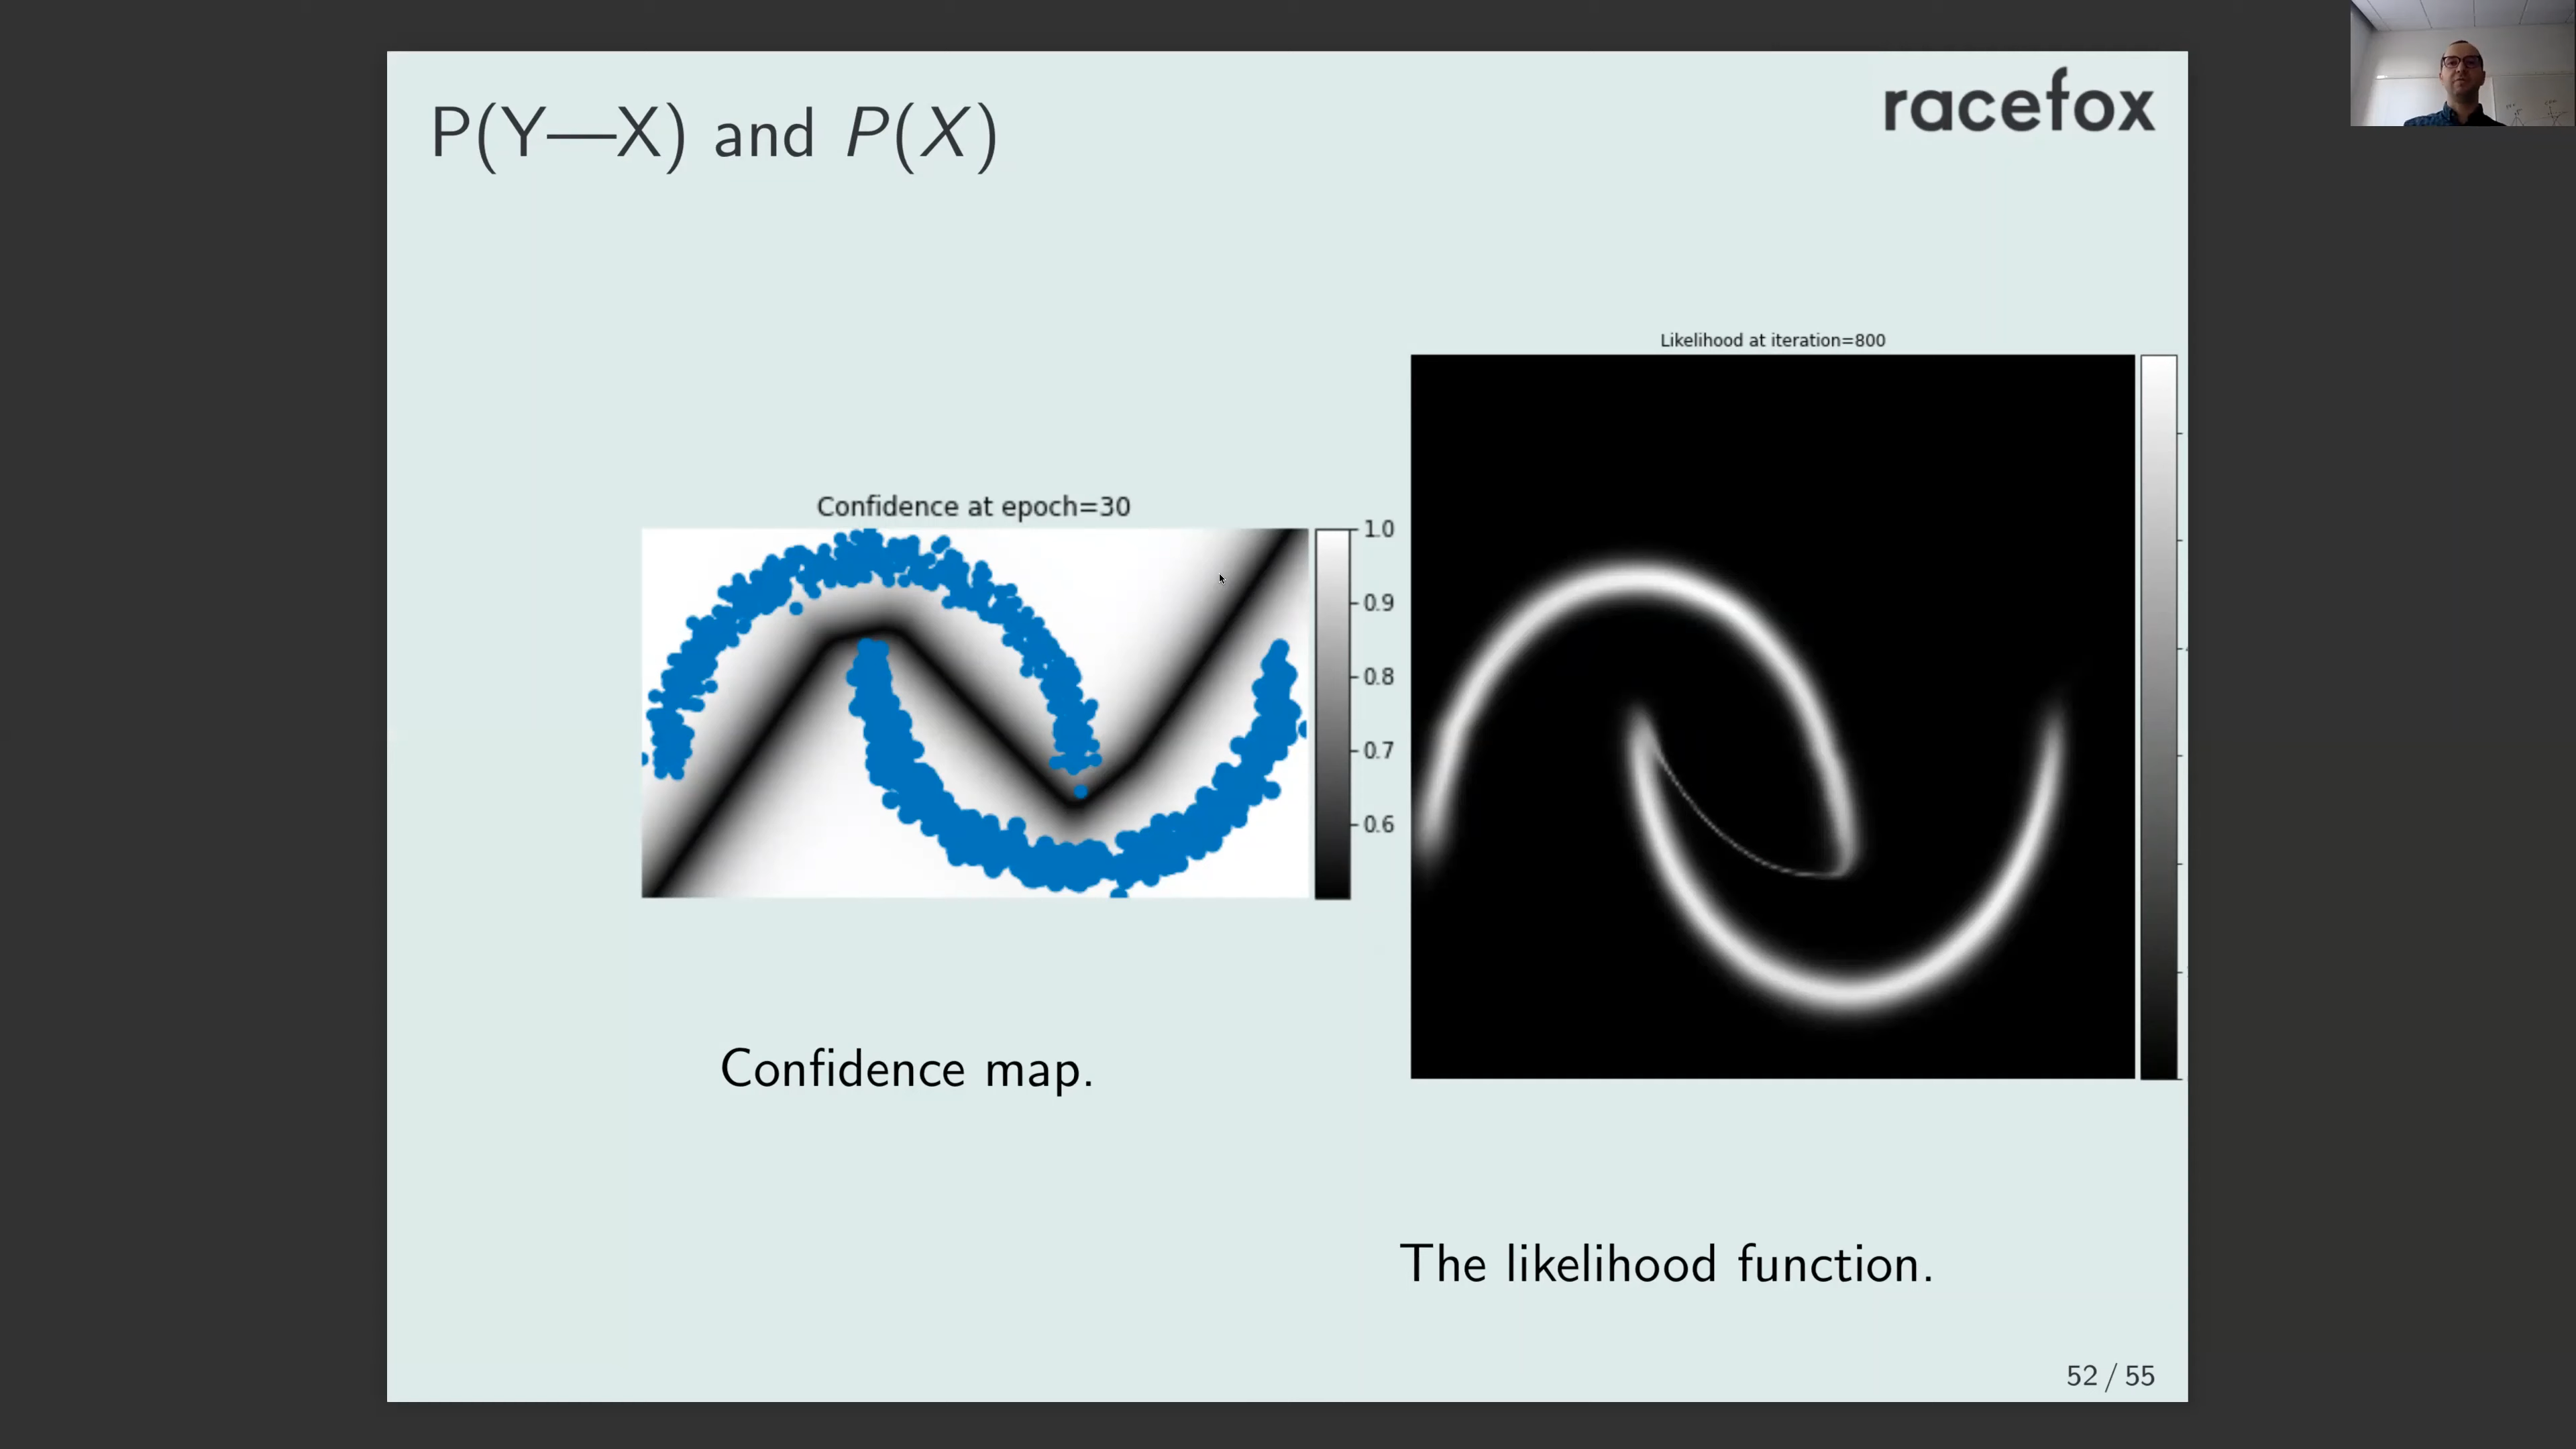 P(Y—X) and P(X)
racefox
Likelihood at iteration=800
Confidence at epoch=30
1.0
0.9
0.8
0.7
0.6
Confidence map.
The likelihood function.
52 / 55